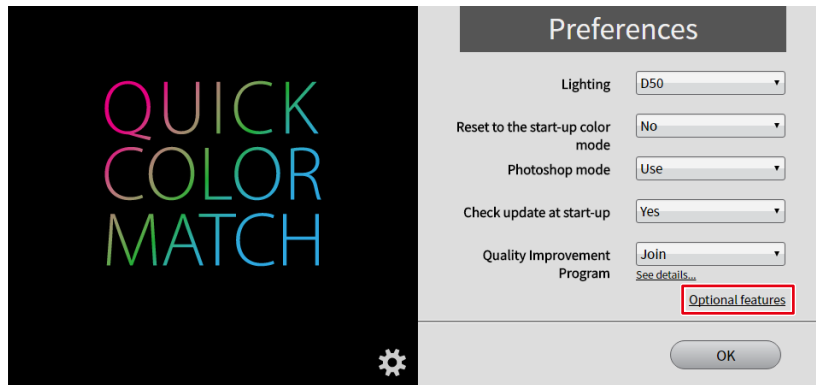 QUICK
COLOR
MATCH
Preferences
Lighting
D50
Reset to the start-up color
mode
No
Photoshop mode
Use
Check update at start-up
Yes
Quality Improvement
Program
Join
See details...
Optional features
OK